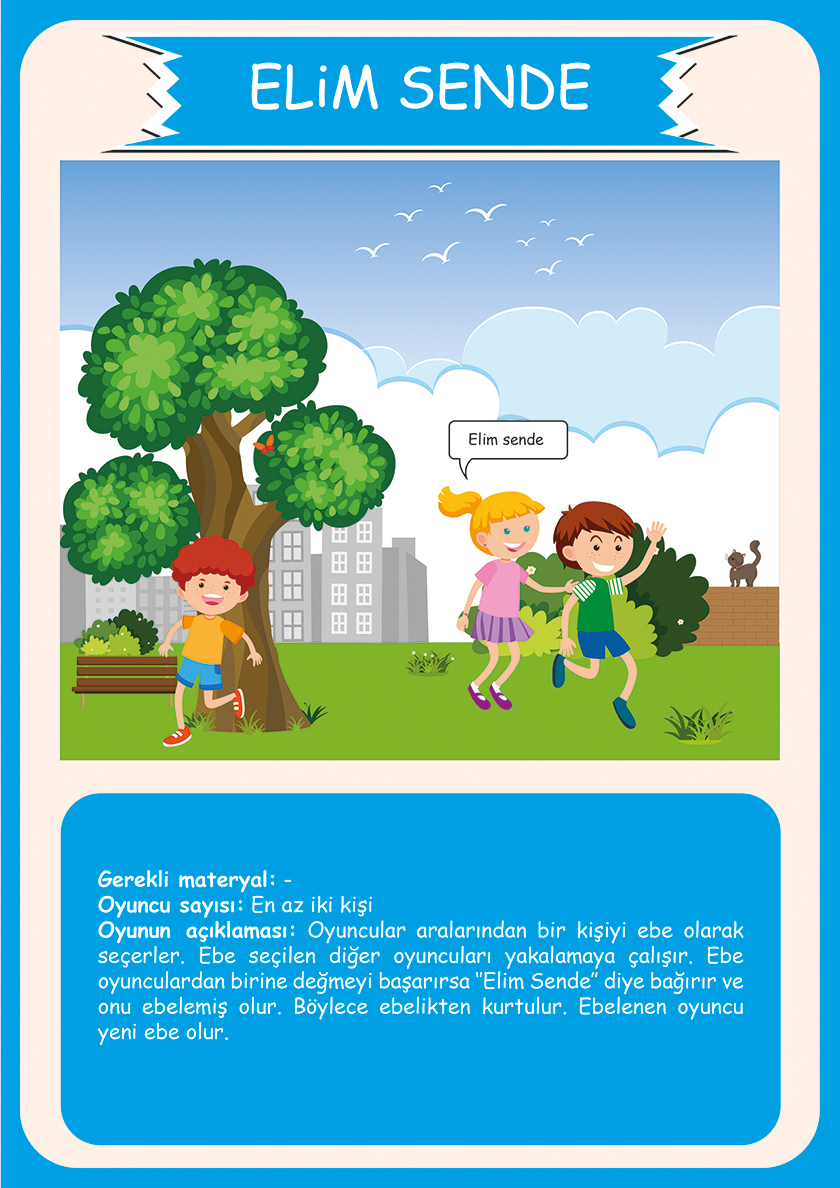 ELiM SENDE
Elim sende
Gerekli materyal: -
Oyuncu sayısı: En az iki kişi
Oyunun açıklaması: Oyuncular aralarından bir kişiyi ebe olarak
seçerler. Ebe seçilen diğer oyuncuları yakalamaya çalışır. Ebe
oyunculardan birine değmeyi başarırsa ‘’Elim Sende’’ diye bağırır ve
onu ebelemiş olur. Böylece ebelikten kurtulur. Ebelenen oyuncu
yeni ebe olur.